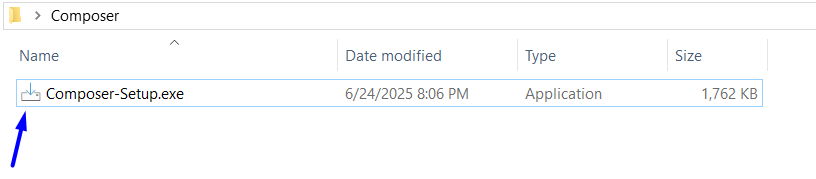 Composer
Name Date modified Type Size
Composer-Setup.exe 6/24/2025 8:06 PM Application 1,762 KB